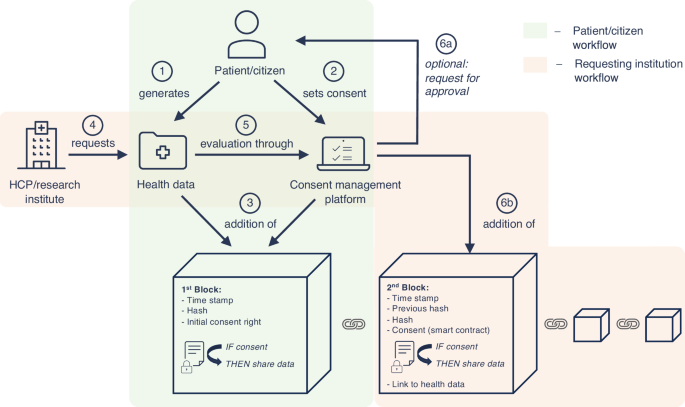 Patient/citizen
1
generates
2
sets consent
6a
optional:
request for
approval
– Patient/citizen
workflow
– Requesting institution
workflow
4
requests
5
evaluation through
HCP/research
institute
Health data
Consent management
platform
3
addition of
6b
addition of
1st Block:
- Time stamp
- Hash
- Initial consent right
IF consent
THEN share data
2nd Block:
- Time stamp
- Previous hash
- Hash
- Consent (smart contract)
IF consent
THEN share data
- Link to health data